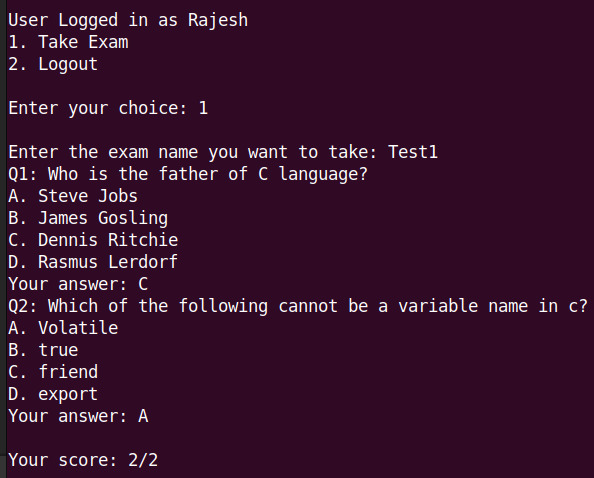 User Logged in as Rajesh
1. Take Exam
2. Logout
Enter your choice: 1
Enter the exam name you want to take: Test1
Q1: Who is the father of C language?
A. Steve Jobs
B. James Gosling
C. Dennis Ritchie
D. Rasmus Lerdorf
Your answer: C
Q2: Which of the following cannot be a variable name in c?
A. Volatile
B. true
C. friend
D. export
Your answer: A
Your score: 2/2